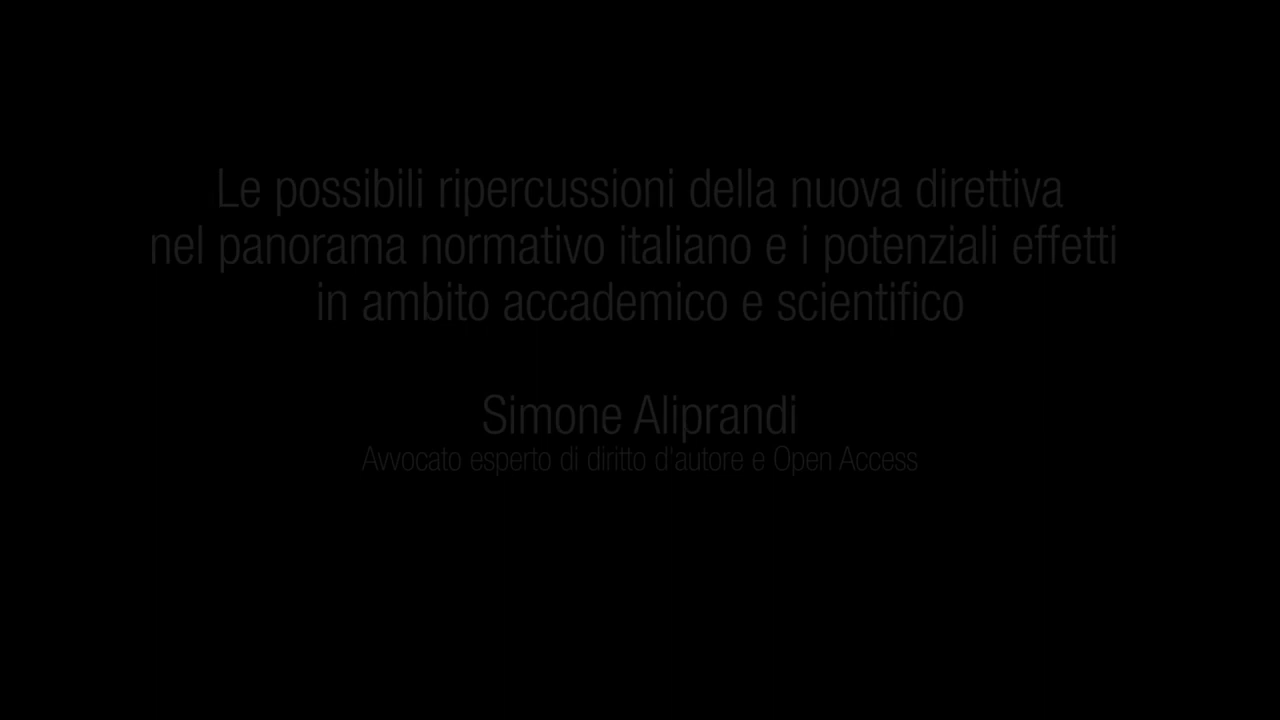 Le possibili ripercussioni della nuova direttiva
nel panorama normativo italiano e i potenziali effetti
in ambito accademico e scientifico
Simone Aliprandi
Avvocato esperto di diritto d'autore e Open Access